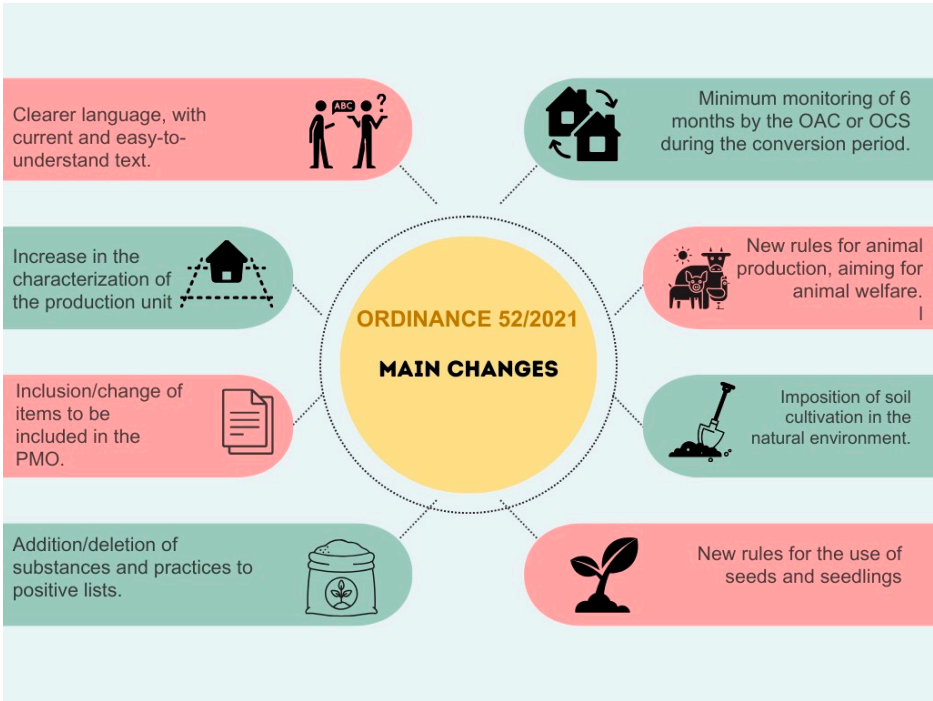 Clearer language, with
current and easy-to-
understand text.
ABC
?
Minimum monitoring of 6
months by the OAC or OCS
during the conversion period.
Increase in the
characterization of
the production unit
New rules for animal
production, aiming for
animal welfare.
l
ORDINANCE 52/2021
MAIN CHANGES
Inclusion/change of
items to be
included in the
PMO.
Imposition of soil
cultivation in the
natural environment.
Addition/deletion of
substances and practices to
positive lists.
New rules for the use of
seeds and seedlings